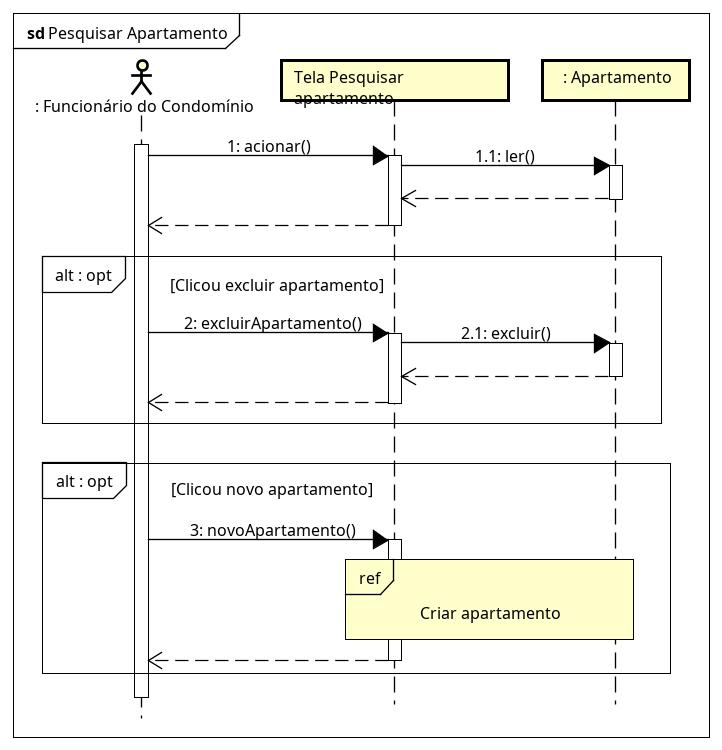 sd Pesquisar Apartamento
: Funcionário do Condomínio
Tela Pesquisar
apartamento
: Apartamento
1: acionar()
1.1: ler()
alt : opt
[Clicou excluir apartamento]
2: excluirApartamento()
2.1: excluir()
alt : opt
[Clicou novo apartamento]
3: novoApartamento()
ref
Criar apartamento